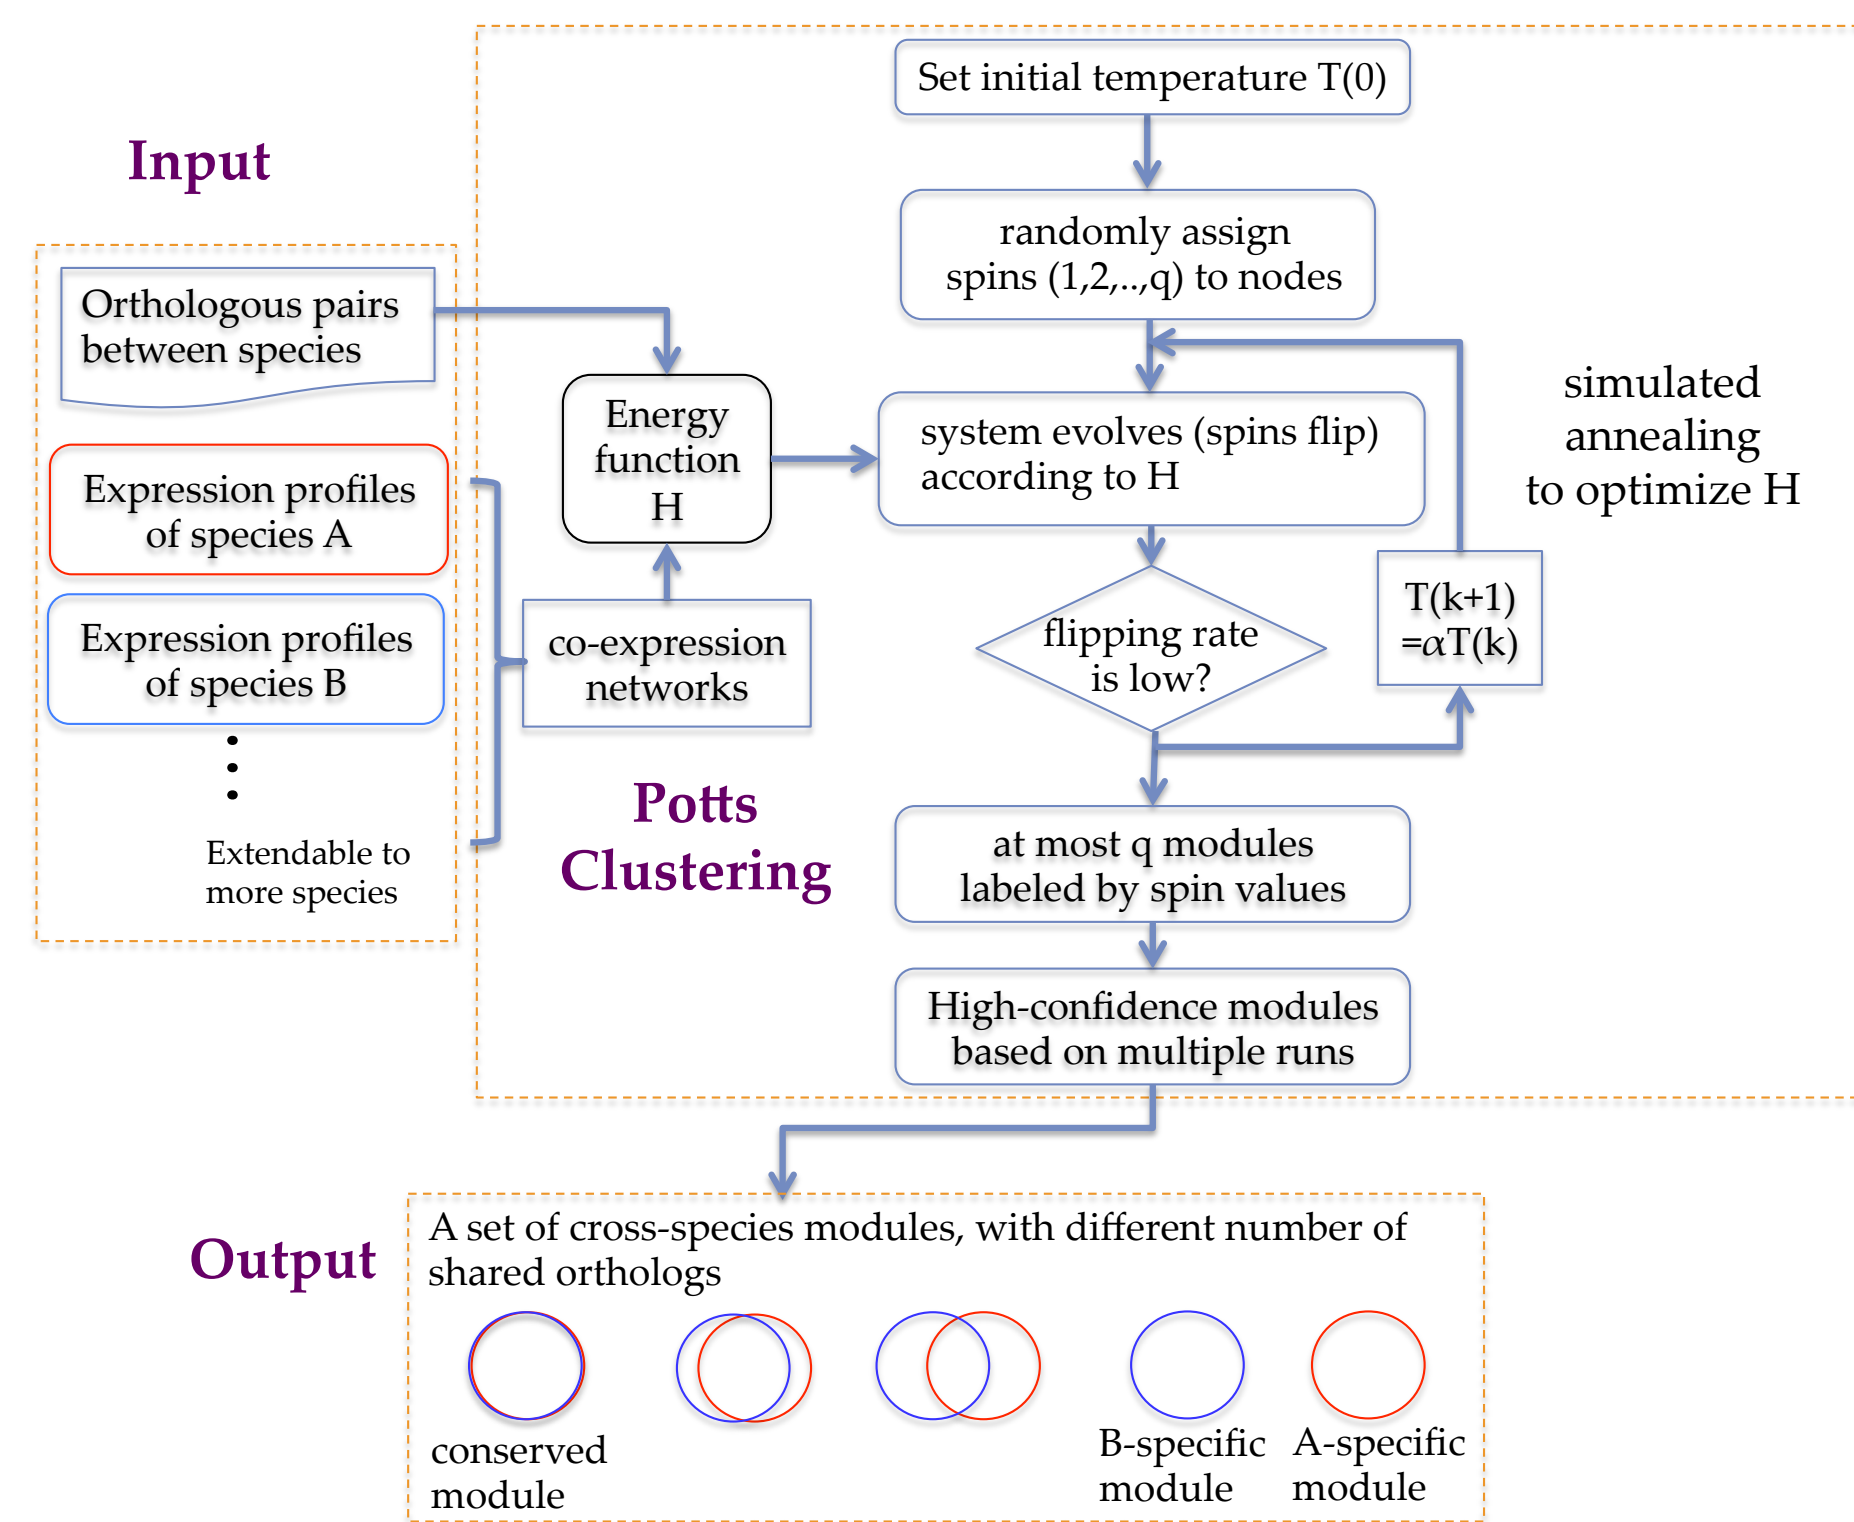 Input
Orthologous pairs
between species
Expression profiles
of species A
Expression profiles
of species B
Extendable to
more species
Set initial temperature T(0)
randomly assign
spins (1,2,..,q) to nodes
Energy
function
H
system evolves (spins flip)
according to H
simulated
annealing
to optimize H
co-expression
networks
flipping rate
is low?
T(k+1)
=αT(k)
Potts
Clustering
at most q modules
labeled by spin values
High-confidence modules
based on multiple runs
Output
A set of cross-species modules, with different number of
shared orthologs
conserved
module
B-specific
module
A-specific
module